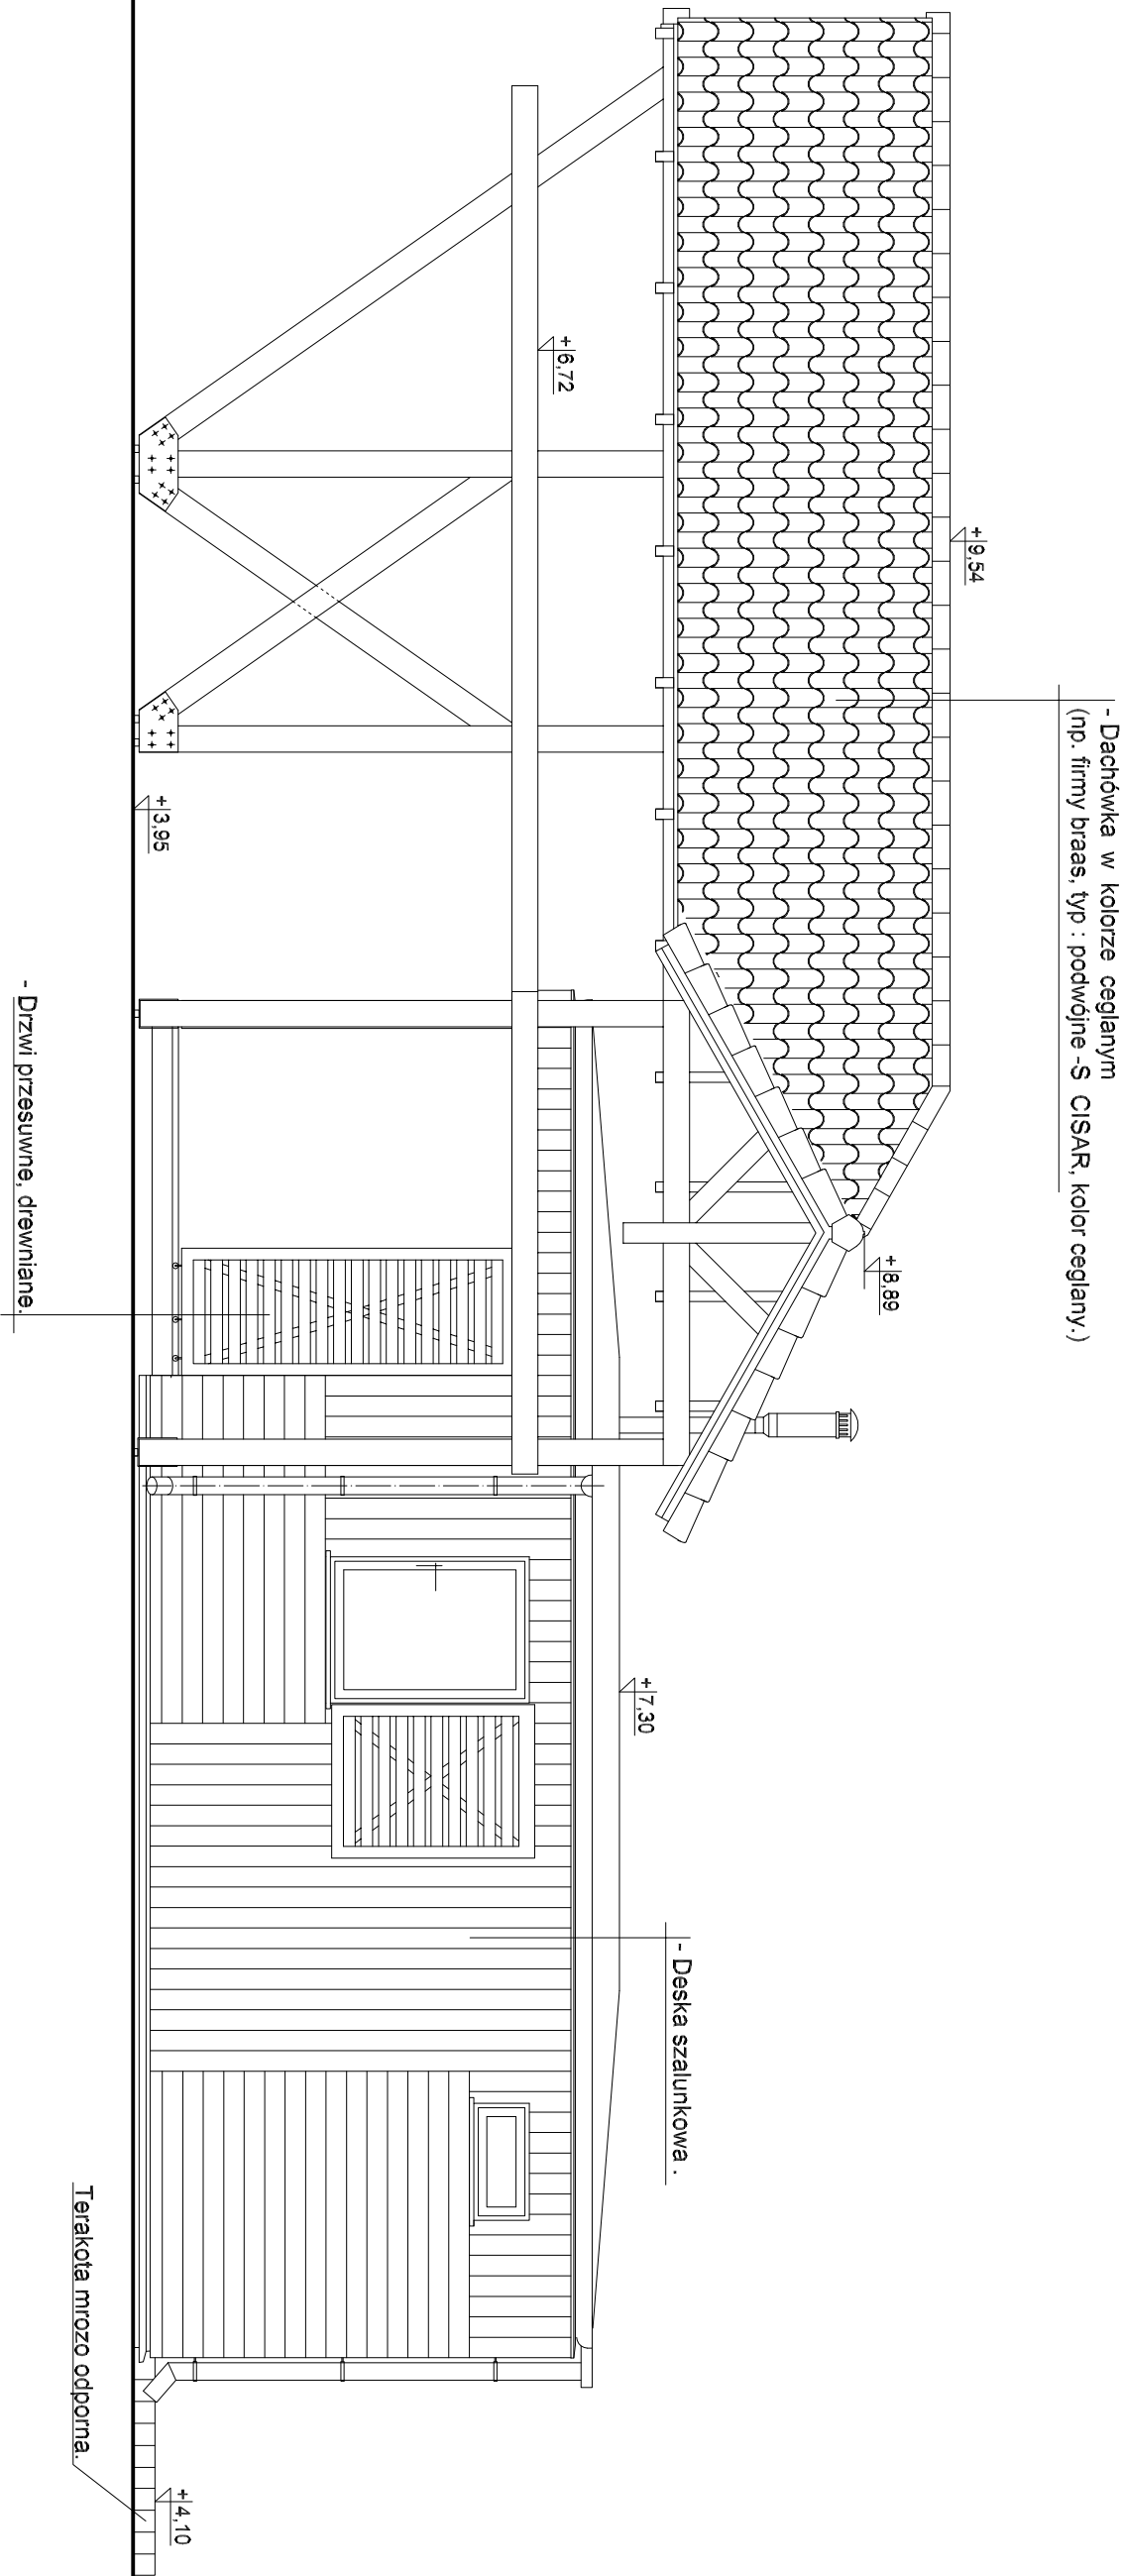 - Dachówka w kolorze ceglanym
(np. firmy braas, typ : podwójne -S CISAR, kolor ceglany.)
+9,54
+8,89
+7,30
- Deska szalunkowa .
+6,72
+4,10
+3,95
Terakota mrozo odporna.
- Drzwi przesuwne, drewniane.